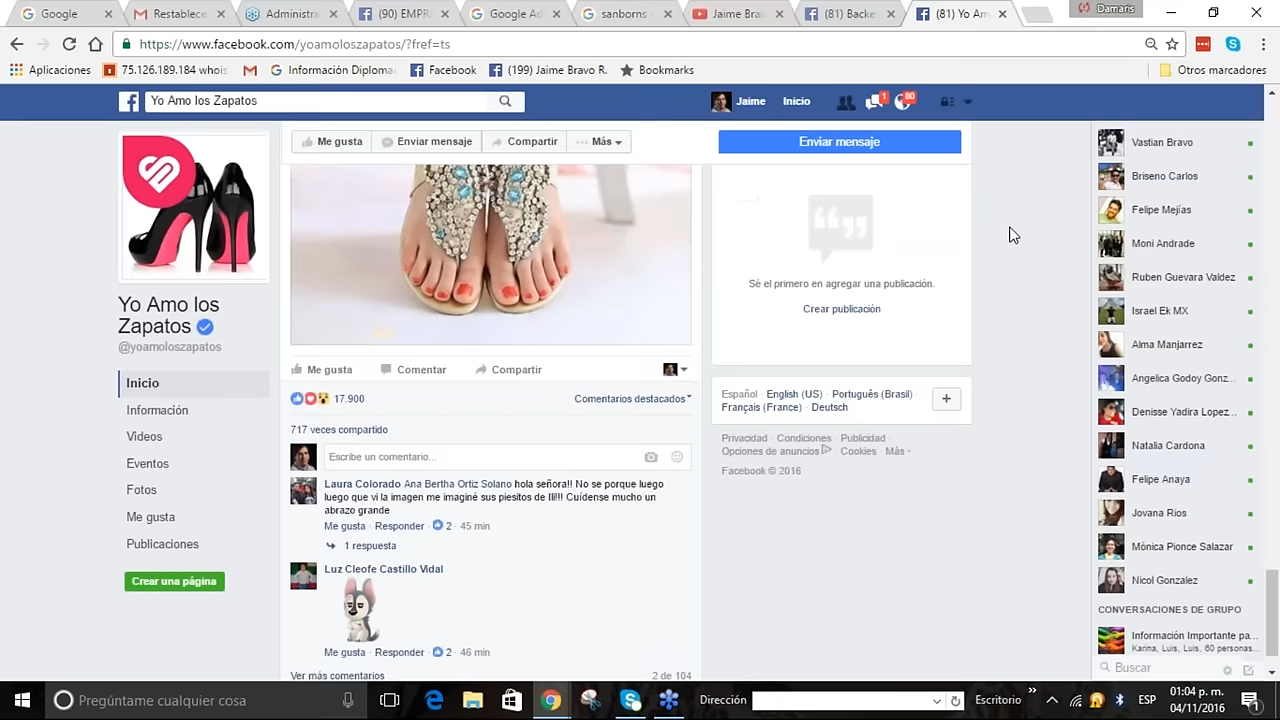 Google
Restablece
Administra
(90) EMPR
Google Ad
sanborns -
Jaime Brav
(81) Backe
(81) Yo Am
Damaris
https://www.facebook.com/yoamoloszapatos/?fref=ts
Aplicaciones
75.126.189.184 whois
Información Diploma
Facebook
(199) Jaime Bravo R.
Bookmarks
Otros marcadores
Yo Amo los Zapatos
Jaime
Inicio
1
80
Me gusta
Enviar mensaje
Compartir
Más
Enviar mensaje
Yo Amo los
Zapatos
@yoamoloszapatos
Inicio
Información
Videos
Eventos
Fotos
Me gusta
Publicaciones
Crear una página
Me gusta
Comentar
Compartir
17.900
Comentarios destacados
717 veces compartido
Escribe un comentario...
Laura Colorado Ana Bertha Ortiz Solano hola señora!! No se porque luego
luego que vi la imagen me imaginé sus piesitos de Ili!!! Cuídense mucho un
abrazo grande
Me gusta · Responder · 2 · 45 min
1 respuesta
Luz Cleofe Castillo Vidal
Me gusta · Responder · 2 · 46 min
Ver más comentarios
2 de 104
Sé el primero en agregar una publicación.
Crear publicación
Español · English (US) · Português (Brasil)
Français (France) · Deutsch
+
Privacidad · Condiciones · Publicidad ·
Opciones de anuncios · Cookies · Más
Facebook © 2016
Vastian Bravo
Briseno Carlos
Felipe Mejías
Moni Andrade
Ruben Guevara Valdez
Israel Ek MX
Alma Manjarrez
Angelica Godoy Gonz...
Denisse Yadira Lopez...
Natalia Cardona
Felipe Anaya
Jovana Rios
Mónica Pionce Salazar
Nicol Gonzalez
CONVERSACIONES DE GRUPO
Información Importante pa...
Karina, Luis, Luis, 60 personas...
Buscar
Pregúntame cualquier cosa
Dirección
Escritorio
ESP
01:04 p. m.
04/11/2016
1